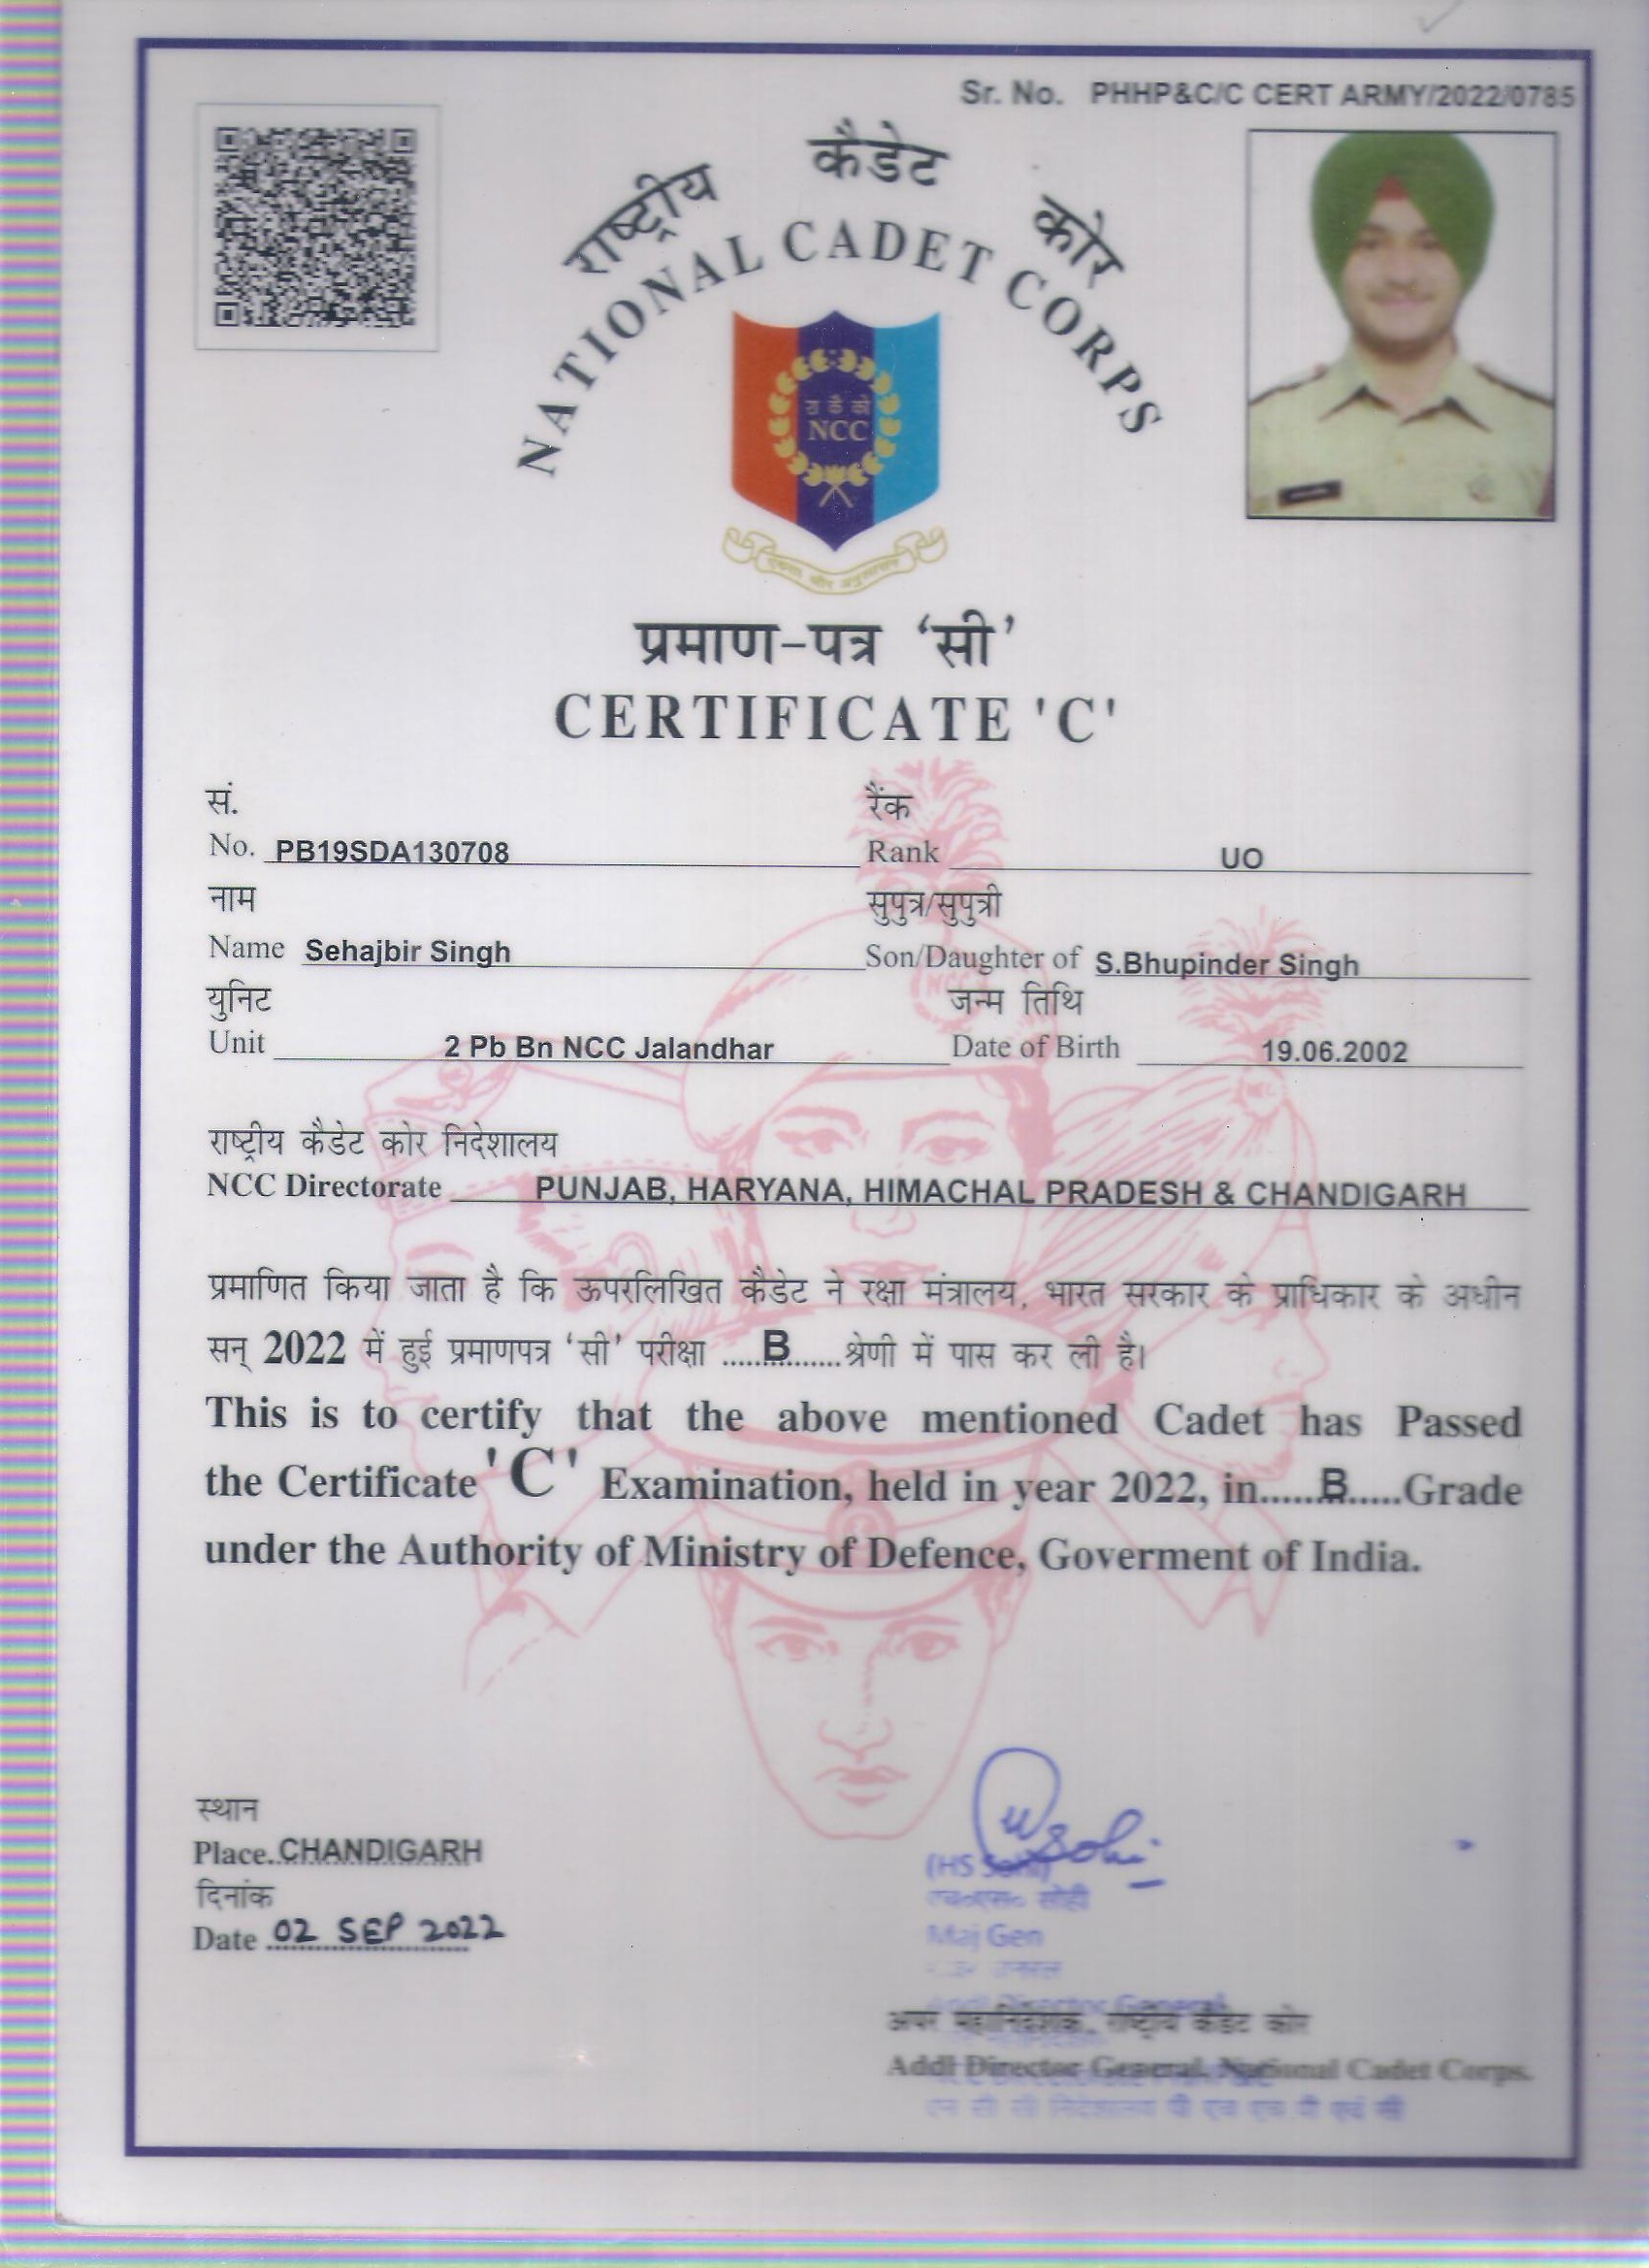 Sr. No. PHHP&C/C CERT ARMY/2022/0785
राष्ट्रीय कैडेट कोर
NATIONAL CADET CORPS
रा कै को
NCC
एकता और अनुशासन
प्रमाण-पत्र ‘सी’
CERTIFICATE 'C'
सं. रैंक
No. PB19SDA130708 Rank UO
नाम सुपुत्र/सुपुत्री
Name Sehajbir Singh Son/Daughter of S.Bhupinder Singh
युनिट जन्म तिथि
Unit 2 Pb Bn NCC Jalandhar Date of Birth 19.06.2002
राष्ट्रीय कैडेट कोर निदेशालय
NCC Directorate PUNJAB, HARYANA, HIMACHAL PRADESH & CHANDIGARH
प्रमाणित किया जाता है कि ऊपरलिखित कैडेट ने रक्षा मंत्रालय, भारत सरकार के प्राधिकार के अधीन
सन् 2022 में हुई प्रमाणपत्र ‘सी’ परीक्षा .....B........श्रेणी में पास कर ली है।
This is to certify that the above mentioned Cadet has Passed
the Certificate 'C' Examination, held in year 2022, in......B.....Grade
under the Authority of Ministry of Defence, Goverment of India.
स्थान
Place..CHANDIGARH
दिनांक
Date 02 SEP 2022
(HS Sohi)
एच०एस० सोही
Maj Gen
Addl Director General
अपर महानिदेशक, राष्ट्रीय कैडेट कोर
Addl Director General, National Cadet Corps.
एन सी सी निदेशालय पी एच एच पी एवं सी